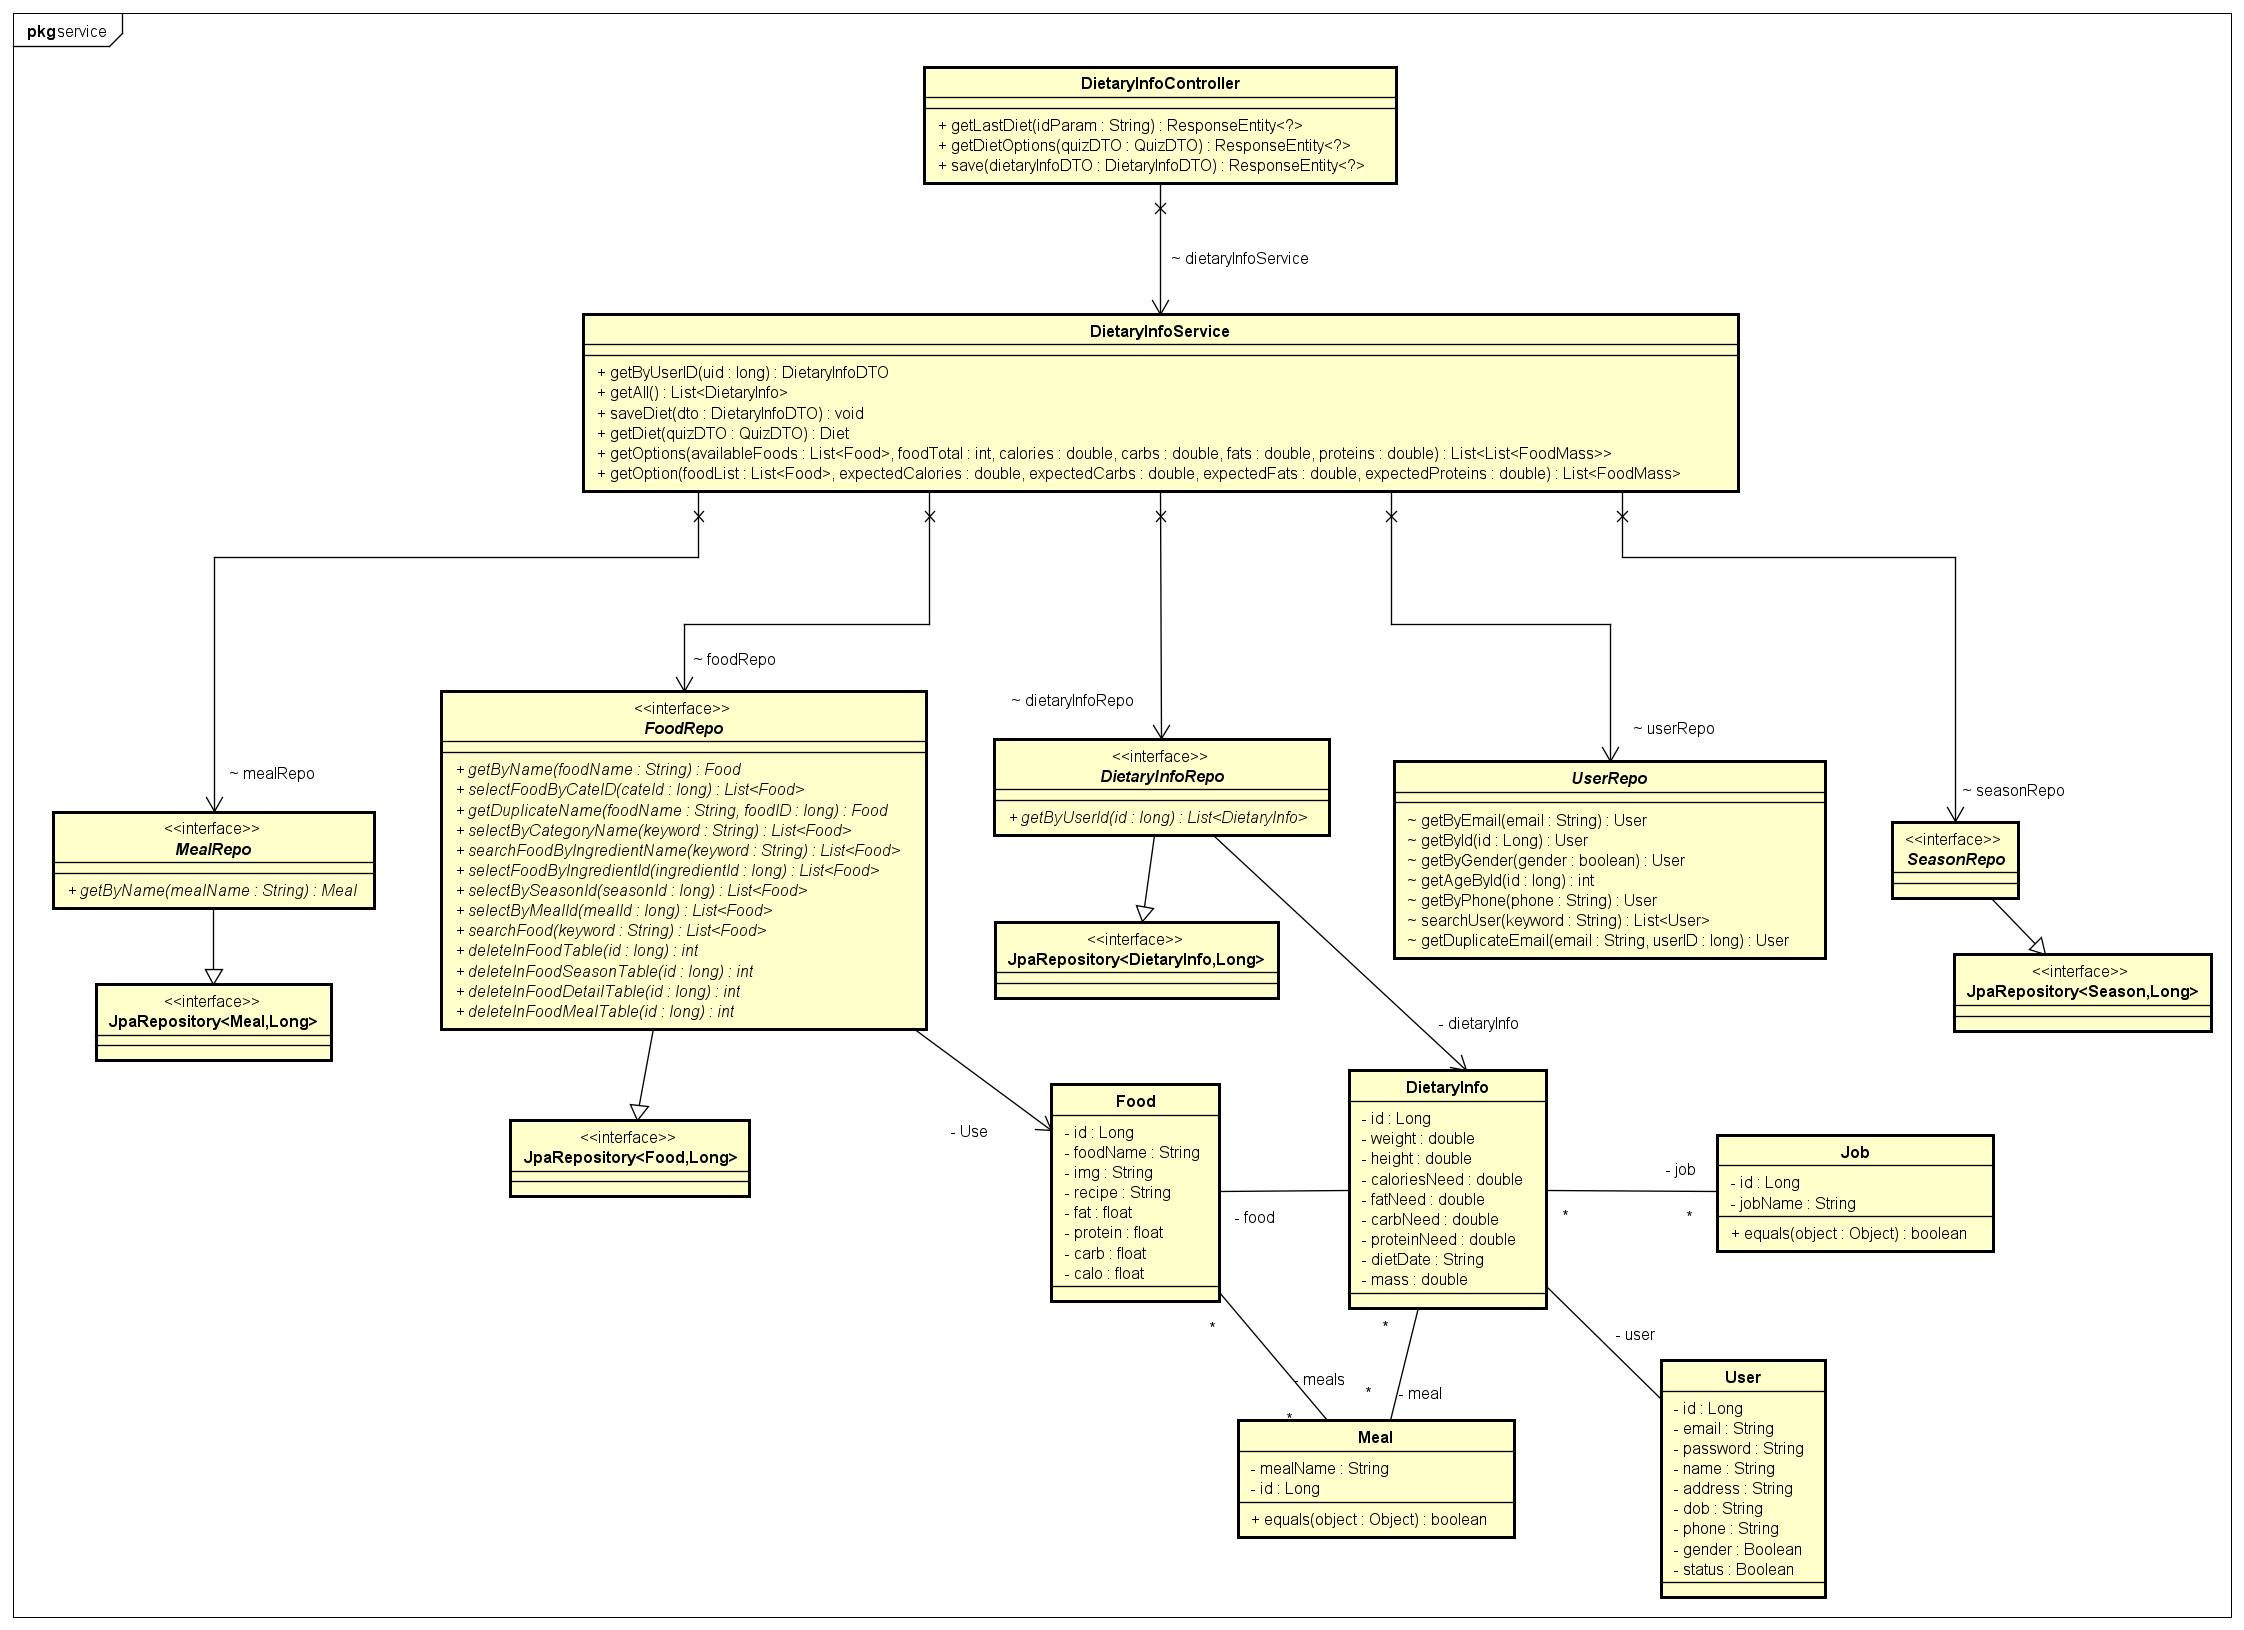 pkg service
DietaryInfoController
+ getLastDiet(idParam : String) : ResponseEntity<?>
+ getDietOptions(quizDTO : QuizDTO) : ResponseEntity<?>
+ save(dietaryInfoDTO : DietaryInfoDTO) : ResponseEntity<?>
~ dietaryInfoService
DietaryInfoService
+ getByUserID(uid : long) : DietaryInfoDTO
+ getAll() : List<DietaryInfo>
+ saveDiet(dto : DietaryInfoDTO) : void
+ getDiet(quizDTO : QuizDTO) : Diet
+ getOptions(availableFoods : List<Food>, foodTotal : int, calories : double, carbs : double, fats : double, proteins : double) : List<List<FoodMass>>
+ getOption(foodList : List<Food>, expectedCalories : double, expectedCarbs : double, expectedFats : double, expectedProteins : double) : List<FoodMass>
~ mealRepo
<<interface>>
MealRepo
+ getByName(mealName : String) : Meal
<<interface>>
JpaRepository<Meal,Long>
~ foodRepo
<<interface>>
FoodRepo
+ getByName(foodName : String) : Food
+ selectFoodByCateID(cateId : long) : List<Food>
+ getDuplicateName(foodName : String, foodID : long) : Food
+ selectByCategoryName(keyword : String) : List<Food>
+ searchFoodByIngredientName(keyword : String) : List<Food>
+ selectFoodByIngredientId(ingredientId : long) : List<Food>
+ selectBySeasonId(seasonId : long) : List<Food>
+ selectByMealId(mealId : long) : List<Food>
+ searchFood(keyword : String) : List<Food>
+ deleteInFoodTable(id : long) : int
+ deleteInFoodSeasonTable(id : long) : int
+ deleteInFoodDetailTable(id : long) : int
+ deleteInFoodMealTable(id : long) : int
<<interface>>
JpaRepository<Food,Long>
~ dietaryInfoRepo
<<interface>>
DietaryInfoRepo
+ getByUserId(id : long) : List<DietaryInfo>
<<interface>>
JpaRepository<DietaryInfo,Long>
~ userRepo
UserRepo
~ getByEmail(email : String) : User
~ getById(id : Long) : User
~ getByGender(gender : boolean) : User
~ getAgeById(id : long) : int
~ getByPhone(phone : String) : User
~ searchUser(keyword : String) : List<User>
~ getDuplicateEmail(email : String, userID : long) : User
~ seasonRepo
<<interface>>
SeasonRepo
<<interface>>
JpaRepository<Season,Long>
- Use
- dietaryInfo
Food
- id : Long
- foodName : String
- img : String
- recipe : String
- fat : float
- protein : float
- carb : float
- calo : float
- food
DietaryInfo
- id : Long
- weight : double
- height : double
- caloriesNeed : double
- fatNeed : double
- carbNeed : double
- proteinNeed : double
- dietDate : String
- mass : double
- job
*
*
Job
- id : Long
- jobName : String
+ equals(object : Object) : boolean
*
- meals
*
*
*
- meal
- user
Meal
- mealName : String
- id : Long
+ equals(object : Object) : boolean
User
- id : Long
- email : String
- password : String
- name : String
- address : String
- dob : String
- phone : String
- gender : Boolean
- status : Boolean